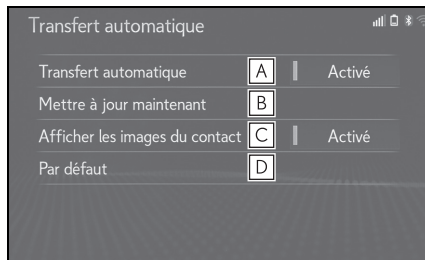 Transfert automatique
Transfert automatique A Activé
Mettre à jour maintenant B
Afficher les images du contact C Activé
Par défaut D